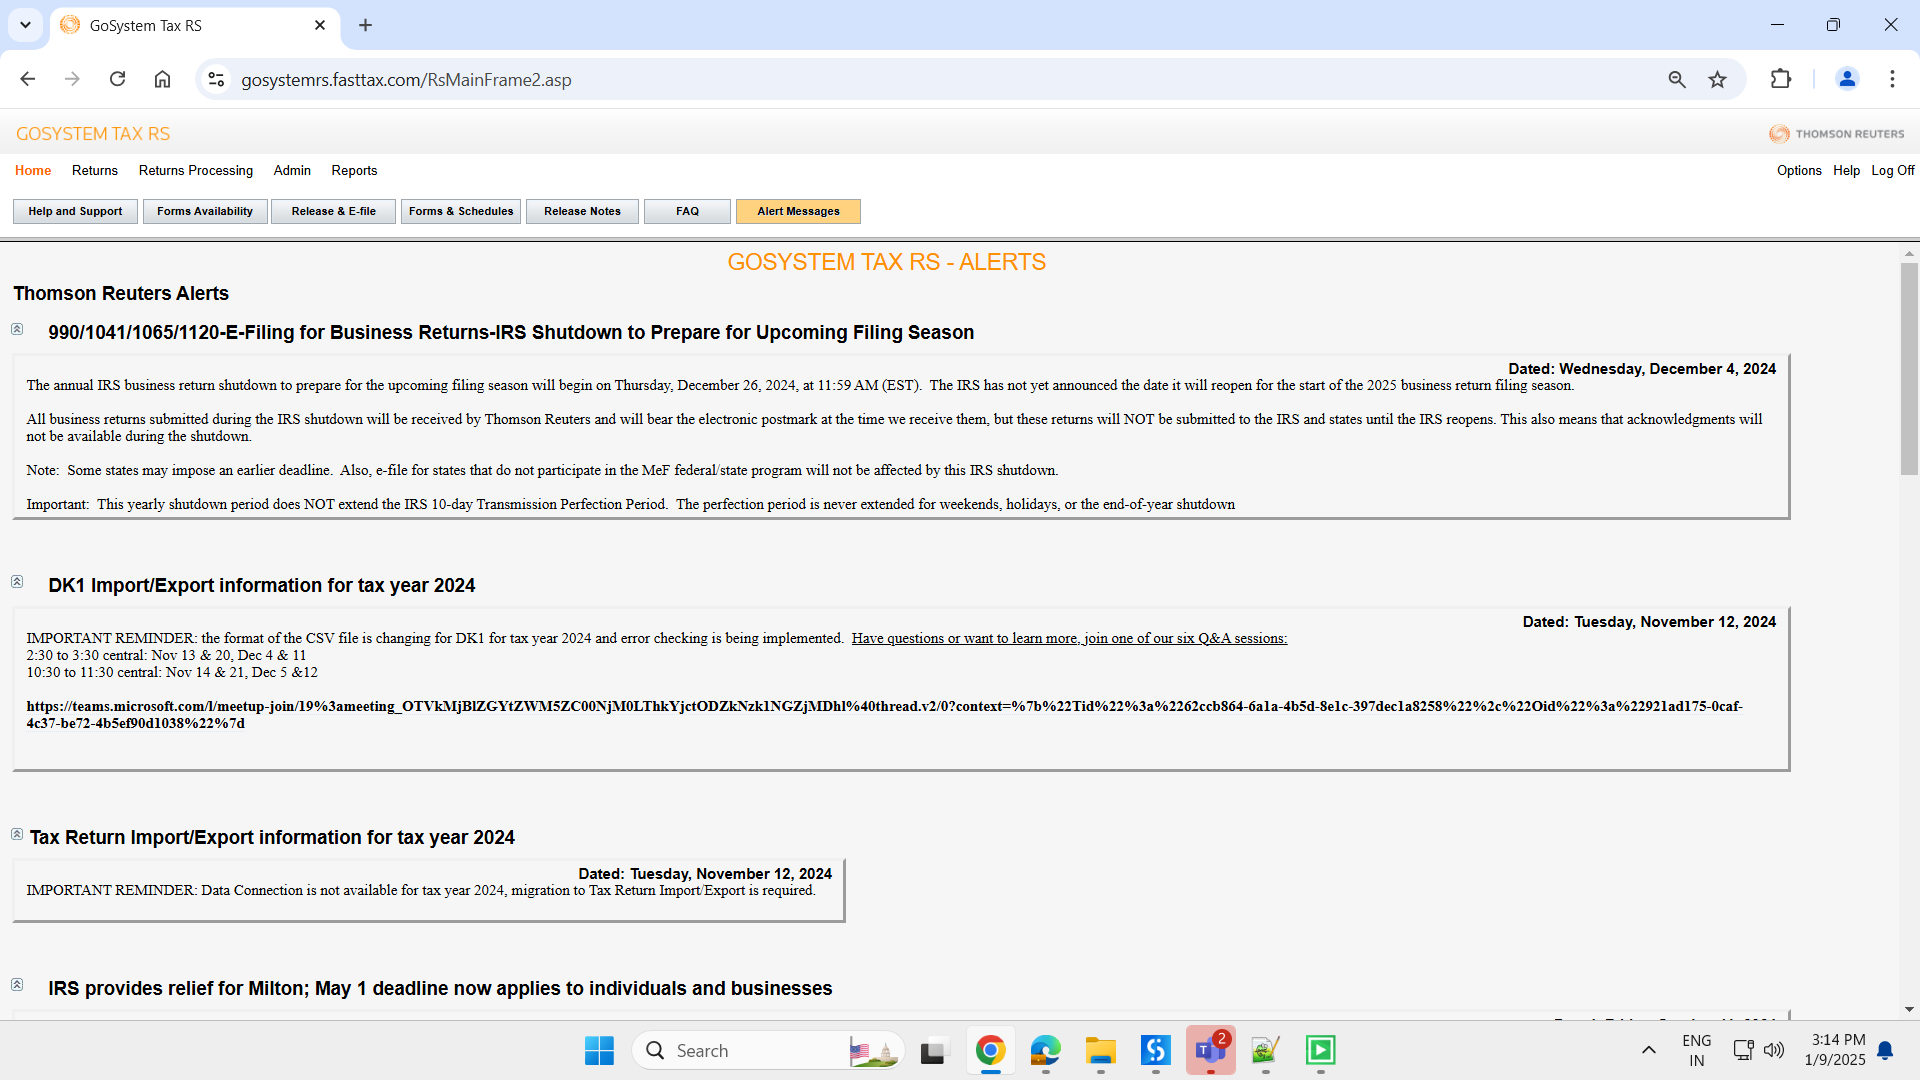 GoSystem Tax RS
gosystemrs.fasttax.com/RsMainFrame2.asp
GOSYSTEM TAX RS
THOMSON REUTERS
Home Returns Returns Processing Admin Reports
Options Help Log Off
Help and Support Forms Availability Release & E-file Forms & Schedules Release Notes FAQ Alert Messages
GOSYSTEM TAX RS - ALERTS
Thomson Reuters Alerts
990/1041/1065/1120-E-Filing for Business Returns-IRS Shutdown to Prepare for Upcoming Filing Season
Dated: Wednesday, December 4, 2024
The annual IRS business return shutdown to prepare for the upcoming filing season will begin on Thursday, December 26, 2024, at 11:59 AM (EST). The IRS has not yet announced the date it will reopen for the start of the 2025 business return filing season.
All business returns submitted during the IRS shutdown will be received by Thomson Reuters and will bear the electronic postmark at the time we receive them, but these returns will NOT be submitted to the IRS and states until the IRS reopens. This also means that acknowledgments will
not be available during the shutdown.
Note: Some states may impose an earlier deadline. Also, e-file for states that do not participate in the MeF federal/state program will not be affected by this IRS shutdown.
Important: This yearly shutdown period does NOT extend the IRS 10-day Transmission Perfection Period. The perfection period is never extended for weekends, holidays, or the end-of-year shutdown
DK1 Import/Export information for tax year 2024
Dated: Tuesday, November 12, 2024
IMPORTANT REMINDER: the format of the CSV file is changing for DK1 for tax year 2024 and error checking is being implemented. Have questions or want to learn more, join one of our six Q&A sessions:
2:30 to 3:30 central: Nov 13 & 20, Dec 4 & 11
10:30 to 11:30 central: Nov 14 & 21, Dec 5 &12
https://teams.microsoft.com/l/meetup-join/19%3ameeting_OTVkMjBlZGYtZWM5ZC00NjM0LThkYjctODZkNzk1NGZjMDhl%40thread.v2/0?context=%7b%22Tid%22%3a%2262ccb864-6a1a-4b5d-8e1c-397dec1a8258%22%2c%22Oid%22%3a%22921ad175-0caf-
4c37-be72-4b5ef90d1038%22%7d
Tax Return Import/Export information for tax year 2024
Dated: Tuesday, November 12, 2024
IMPORTANT REMINDER: Data Connection is not available for tax year 2024, migration to Tax Return Import/Export is required.
IRS provides relief for Milton; May 1 deadline now applies to individuals and businesses
Search
2
ENG
IN
3:14 PM
1/9/2025